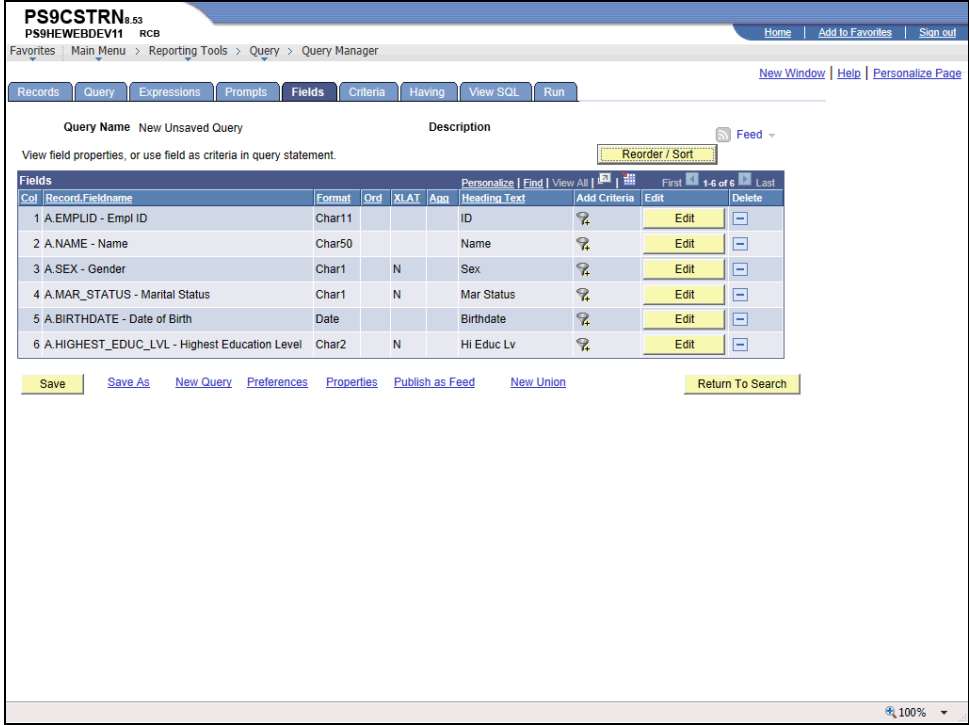 PS9CSTRN8.53
PS9HEWEBDEV11 RCB
Home | Add to Favorites | Sign out
Favorites Main Menu > Reporting Tools > Query > Query Manager
New Window | Help | Personalize Page
Records Query Expressions Prompts Fields Criteria Having View SQL Run
Query Name New Unsaved Query Description
Feed
View field properties, or use field as criteria in query statement. Reorder / Sort
Fields Personalize | Find | View All | | First 1-6 of 6 Last
Col Record.Fieldname Format Ord XLAT Agg Heading Text Add Criteria Edit Delete
1 A.EMPLID - Empl ID Char11 ID Edit
2 A.NAME - Name Char50 Name Edit
3 A.SEX - Gender Char1 N Sex Edit
4 A.MAR_STATUS - Marital Status Char1 N Mar Status Edit
5 A.BIRTHDATE - Date of Birth Date Birthdate Edit
6 A.HIGHEST_EDUC_LVL - Highest Education Level Char2 N Hi Educ Lv Edit
Save Save As New Query Preferences Properties Publish as Feed New Union Return To Search
100%